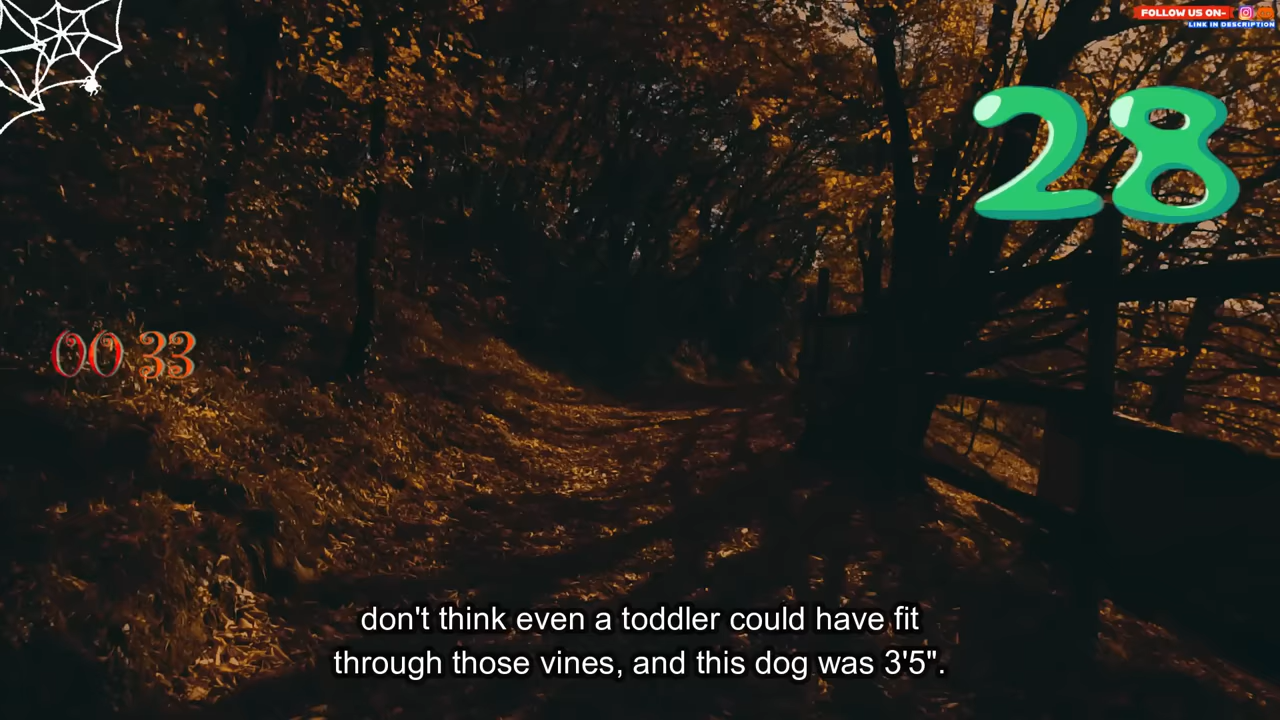 FOLLOW US ON-
LINK IN DESCRIPTION
28
00 33
don't think even a toddler could have fit
through those vines, and this dog was 3'5".